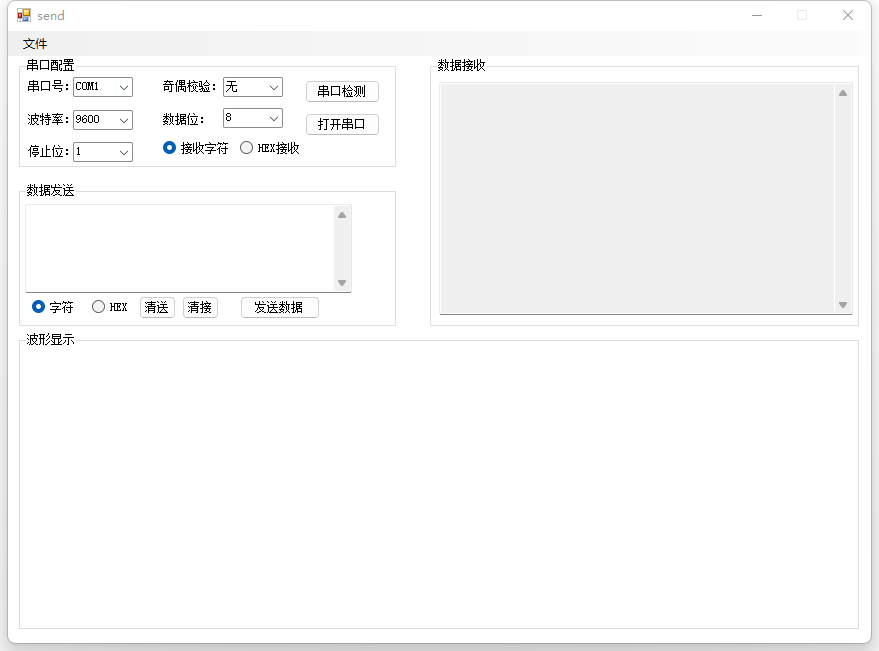 send
文件
串口配置
串口号: COM1 奇偶校验: 无 串口检测
波特率: 9600 数据位: 8 打开串口
停止位: 1 接收字符 HEX接收
数据接收
数据发送
字符 HEX 清送 清接 发送数据
波形显示